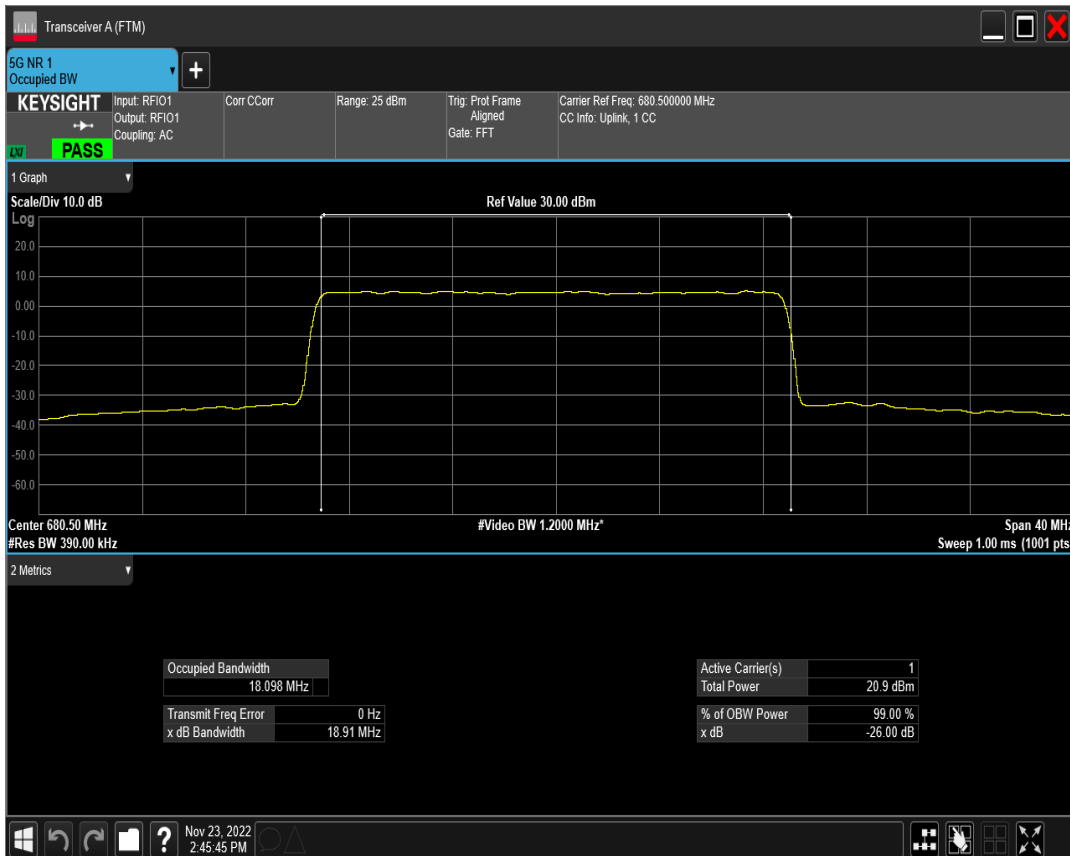 Transceiver A (FTM)
5G NR 1
Occupied BW
+
KEYSIGHT
LXI
PASS
Input: RFIO1
Output: RFIO1
Coupling: AC
Corr CCorr
Range: 25 dBm
Trig: Prot Frame
Aligned
Gate: FFT
Carrier Ref Freq: 680.500000 MHz
CC Info: Uplink, 1 CC
1 Graph
Scale/Div 10.0 dB
Ref Value 30.00 dBm
Log
20.0
10.0
0.00
-10.0
-20.0
-30.0
-40.0
-50.0
-60.0
Center 680.50 MHz
#Video BW 1.2000 MHz*
Span 40 MHz
#Res BW 390.00 kHz
Sweep 1.00 ms (1001 pts
2 Metrics
Occupied Bandwidth
18.098 MHz
Transmit Freq Error 0 Hz
x dB Bandwidth 18.91 MHz
Active Carrier(s) 1
Total Power 20.9 dBm
% of OBW Power 99.00 %
x dB -26.00 dB
?
Nov 23, 2022
2:45:45 PM